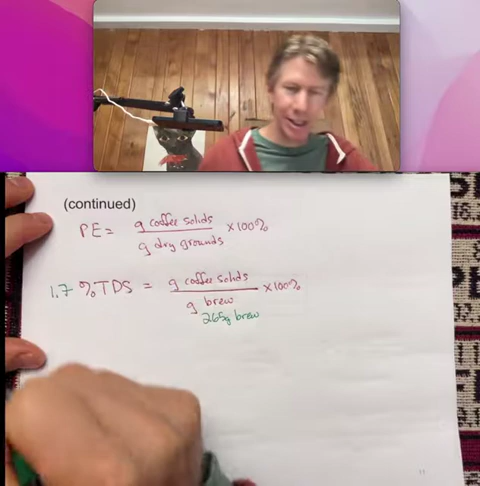 (continued)
PE = g coffee solids / g dry grounds × 100%
1.7 % TDS = g coffee solids / g brew × 100%
265g brew